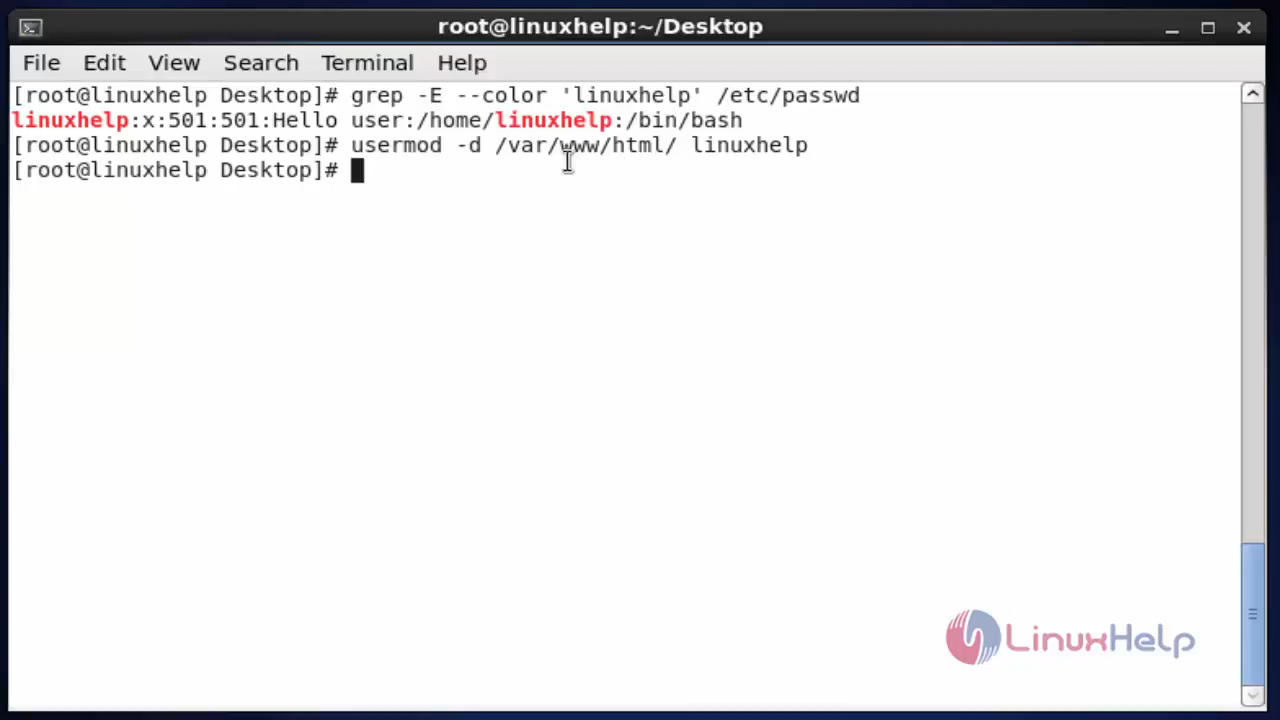 root@linuxhelp:~/Desktop
File Edit View Search Terminal Help
[root@linuxhelp Desktop]# grep -E --color 'linuxhelp' /etc/passwd
linuxhelp:x:501:501:Hello user:/home/linuxhelp:/bin/bash
[root@linuxhelp Desktop]# usermod -d /var/www/html/ linuxhelp
[root@linuxhelp Desktop]#
LinuxHelp